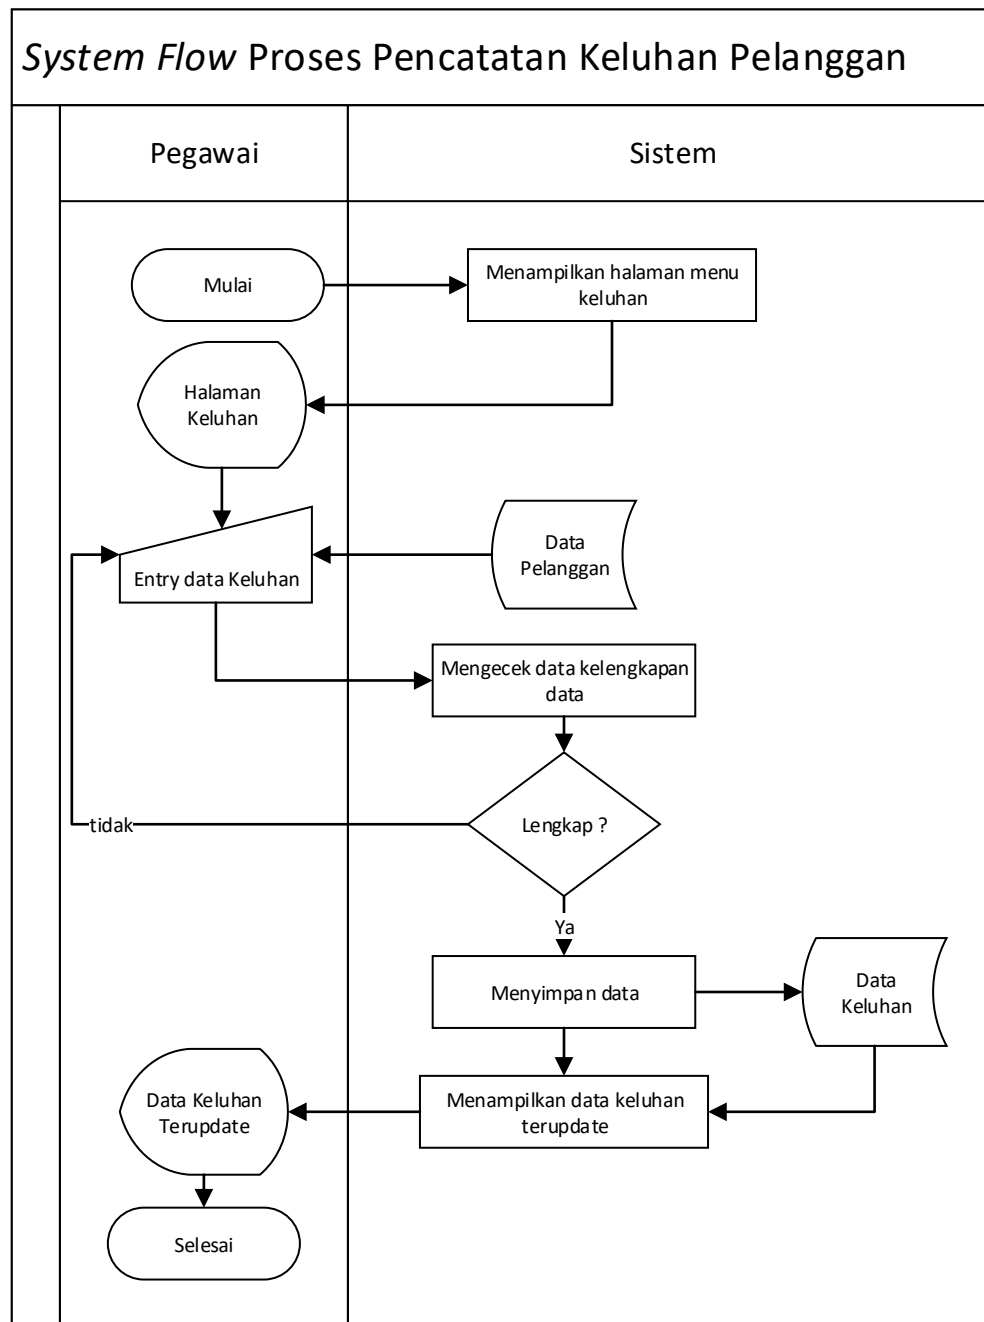 System Flow Proses Pencatatan Keluhan Pelanggan
Pegawai
Sistem
Mulai
Menampilkan halaman menu
keluhan
Halaman
Keluhan
Entry data Keluhan
Data
Pelanggan
Mengecek data kelengkapan
data
Lengkap ?
tidak
Ya
Menyimpan data
Data
Keluhan
Menampilkan data keluhan
terupdate
Data Keluhan
Terupdate
Selesai